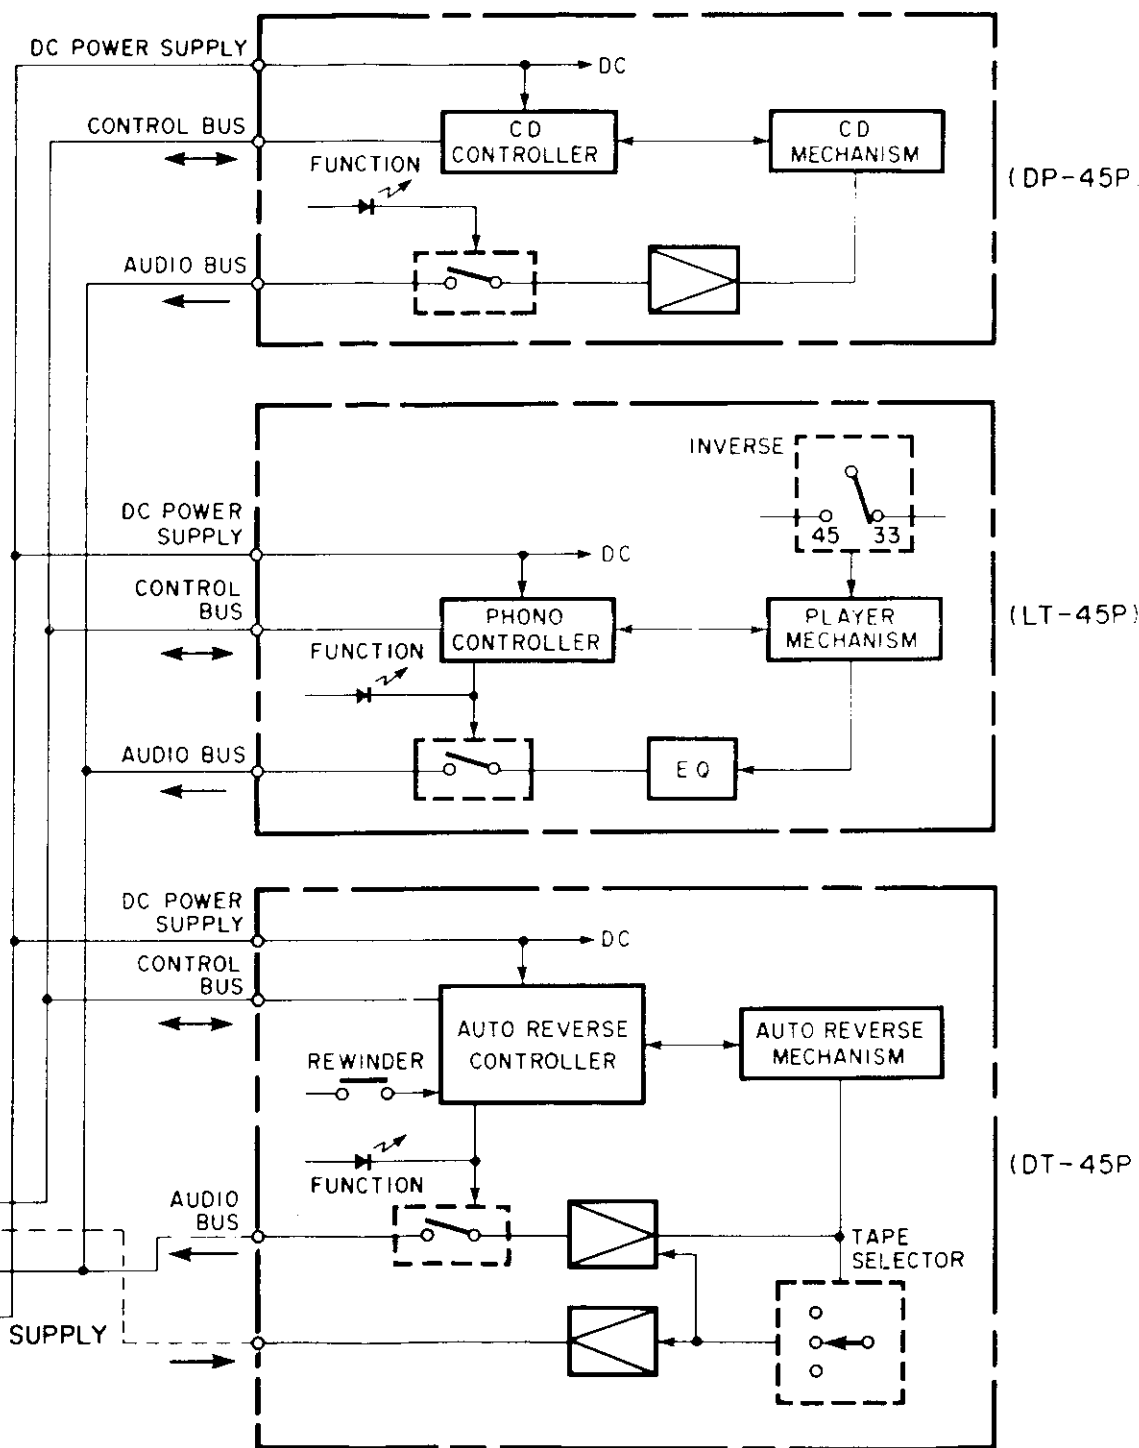 DC POWER SUPPLY
DC
CONTROL BUS
CD
CONTROLLER
CD
MECHANISM
FUNCTION
(DP-45P)
AUDIO BUS
INVERSE
45 33
DC POWER
SUPPLY
DC
CONTROL
BUS
PHONO
CONTROLLER
PLAYER
MECHANISM
(LT-45P)
FUNCTION
AUDIO BUS
EQ
DC POWER
SUPPLY
DC
CONTROL
BUS
AUTO REVERSE
CONTROLLER
AUTO REVERSE
MECHANISM
REWINDER
(DT-45P
FUNCTION
AUDIO
BUS
TAPE
SELECTOR
SUPPLY